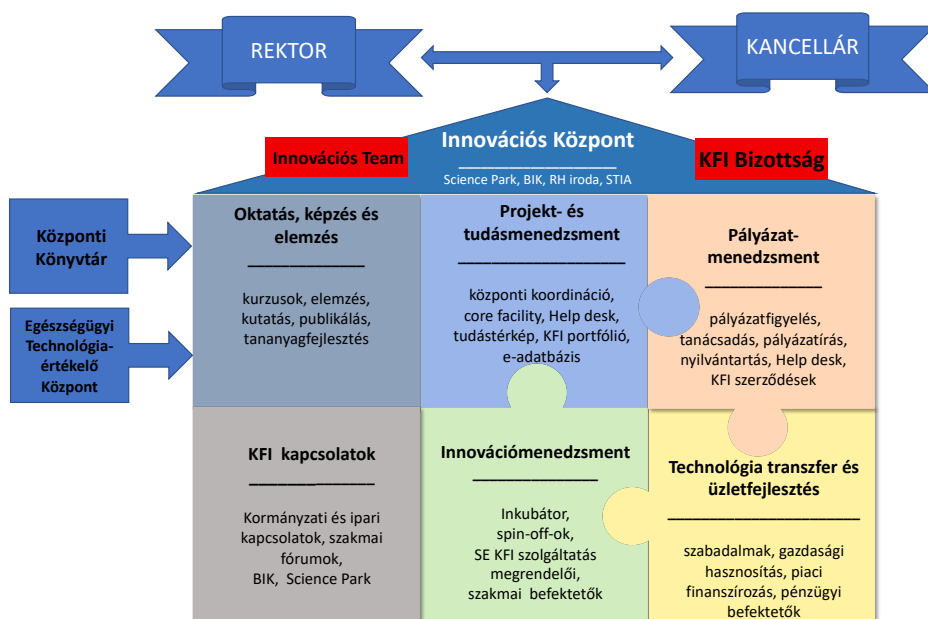 REKTOR
KANCELLÁR
Innovációs Központ
Science Park, BIK, RH iroda, STIA
Innovációs Team
KFI Bizottság
Központi
Könyvtár
Egészségügyi
Technológia-
értékelő
Központ
Oktatás, képzés és
elemzés
kurzusok, elemzés,
kutatás, publikálás,
tananyagfejlesztés
Projekt- és
tudásmenedzsment
központi koordináció,
core facility, Help desk,
tudástérkép, KFI portfólió,
e-adatbázis
Pályázat-
menedzsment
pályázatfigyelés,
tanácsadás, pályázatírás,
nyilvántartás, Help desk,
KFI szerződések
KFI kapcsolatok
Kormányzati és ipari
kapcsolatok, szakmai
fórumok,
BIK, Science Park
Innovációmenedzsment
Inkubátor,
spin-off-ok,
SE KFI szolgáltatás
megrendelői,
szakmai befektetők
Technológia transzfer és
üzletfejlesztés
szabadalmak, gazdasági
hasznosítás, piaci
finanszírozás, pénzügyi
befektetők